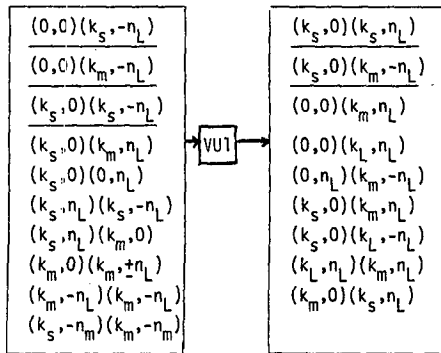 (0,0)(k_s,-n_L)
(0,0)(k_m,-n_L)
(k_s,0)(k_s,-n_L)
(k_s,0)(k_m,n_L)
(k_s,0)(0,n_L)
(k_s,n_L)(k_s,-n_L)
(k_s,n_L)(k_m,0)
(k_m,0)(k_m,±n_L)
(k_m,-n_L)(k_m,-n_L)
(k_s,-n_m)(k_m,-n_m)
VU1
(k_s,0)(k_s,n_L)
(k_s,0)(k_m,-n_L)
(0,0)(k_m,n_L)
(0,0)(k_L,n_L)
(0,n_L)(k_m,-n_L)
(k_s,0)(k_m,n_L)
(k_s,0)(k_L,-n_L)
(k_L,n_L)(k_m,n_L)
(k_m,0)(k_s,n_L)